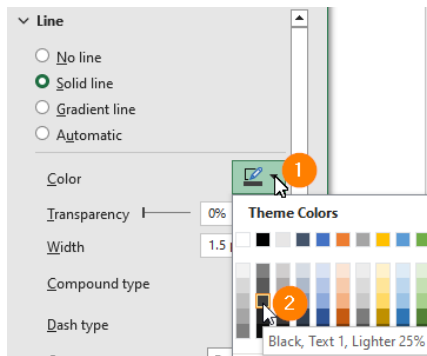 Line
No line
Solid line
Gradient line
Automatic
Color
1
Transparency
0%
Theme Colors
Width
1.5
Compound type
2
Dash type
Black, Text 1, Lighter 25%